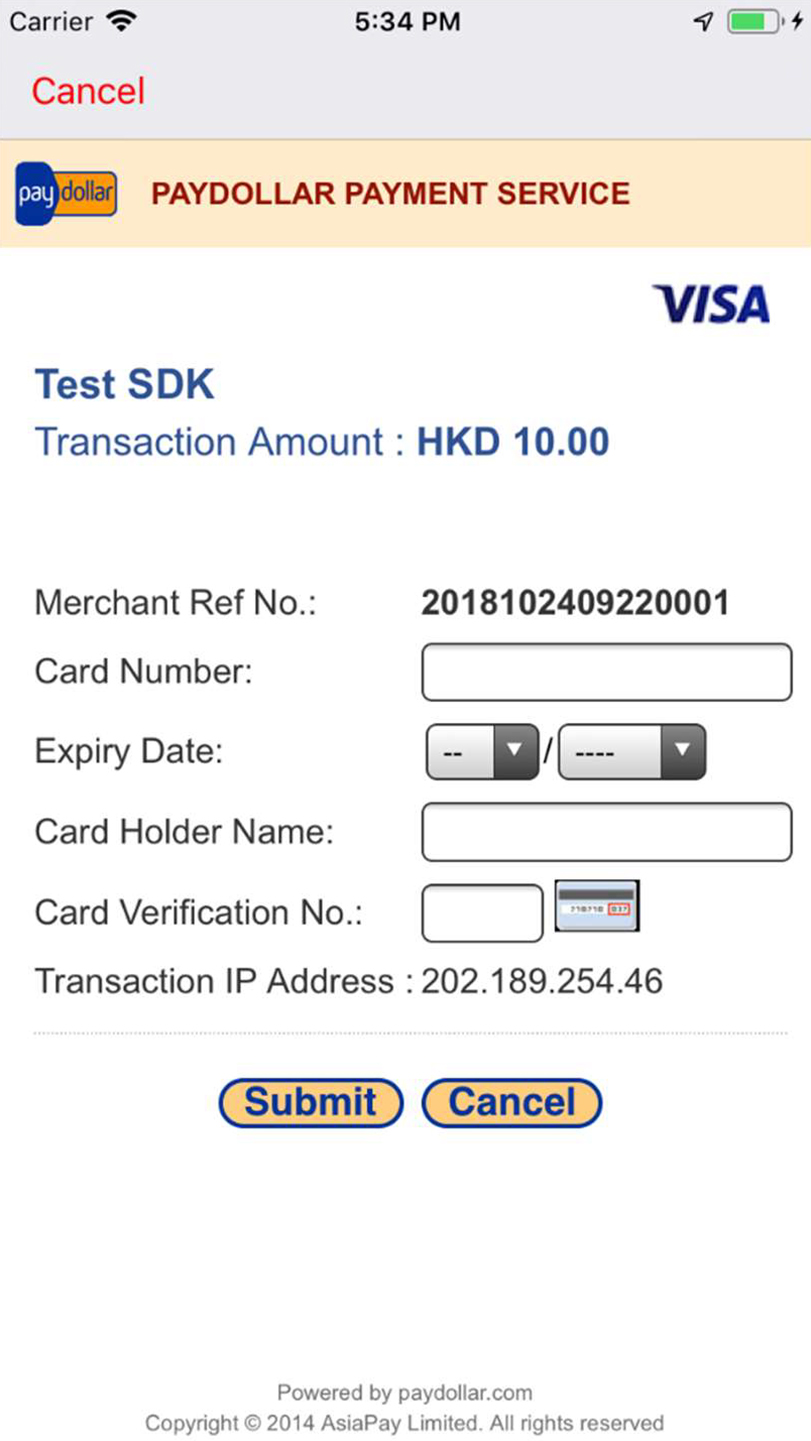 Carrier 5:34 PM
Cancel
pay dollar PAYDOLLAR PAYMENT SERVICE
VISA
Test SDK
Transaction Amount : HKD 10.00
Merchant Ref No.: 2018102409220001
Card Number:
Expiry Date: -- / ----
Card Holder Name:
Card Verification No.:
Transaction IP Address : 202.189.254.46
Submit Cancel
Powered by paydollar.com
Copyright © 2014 AsiaPay Limited. All rights reserved